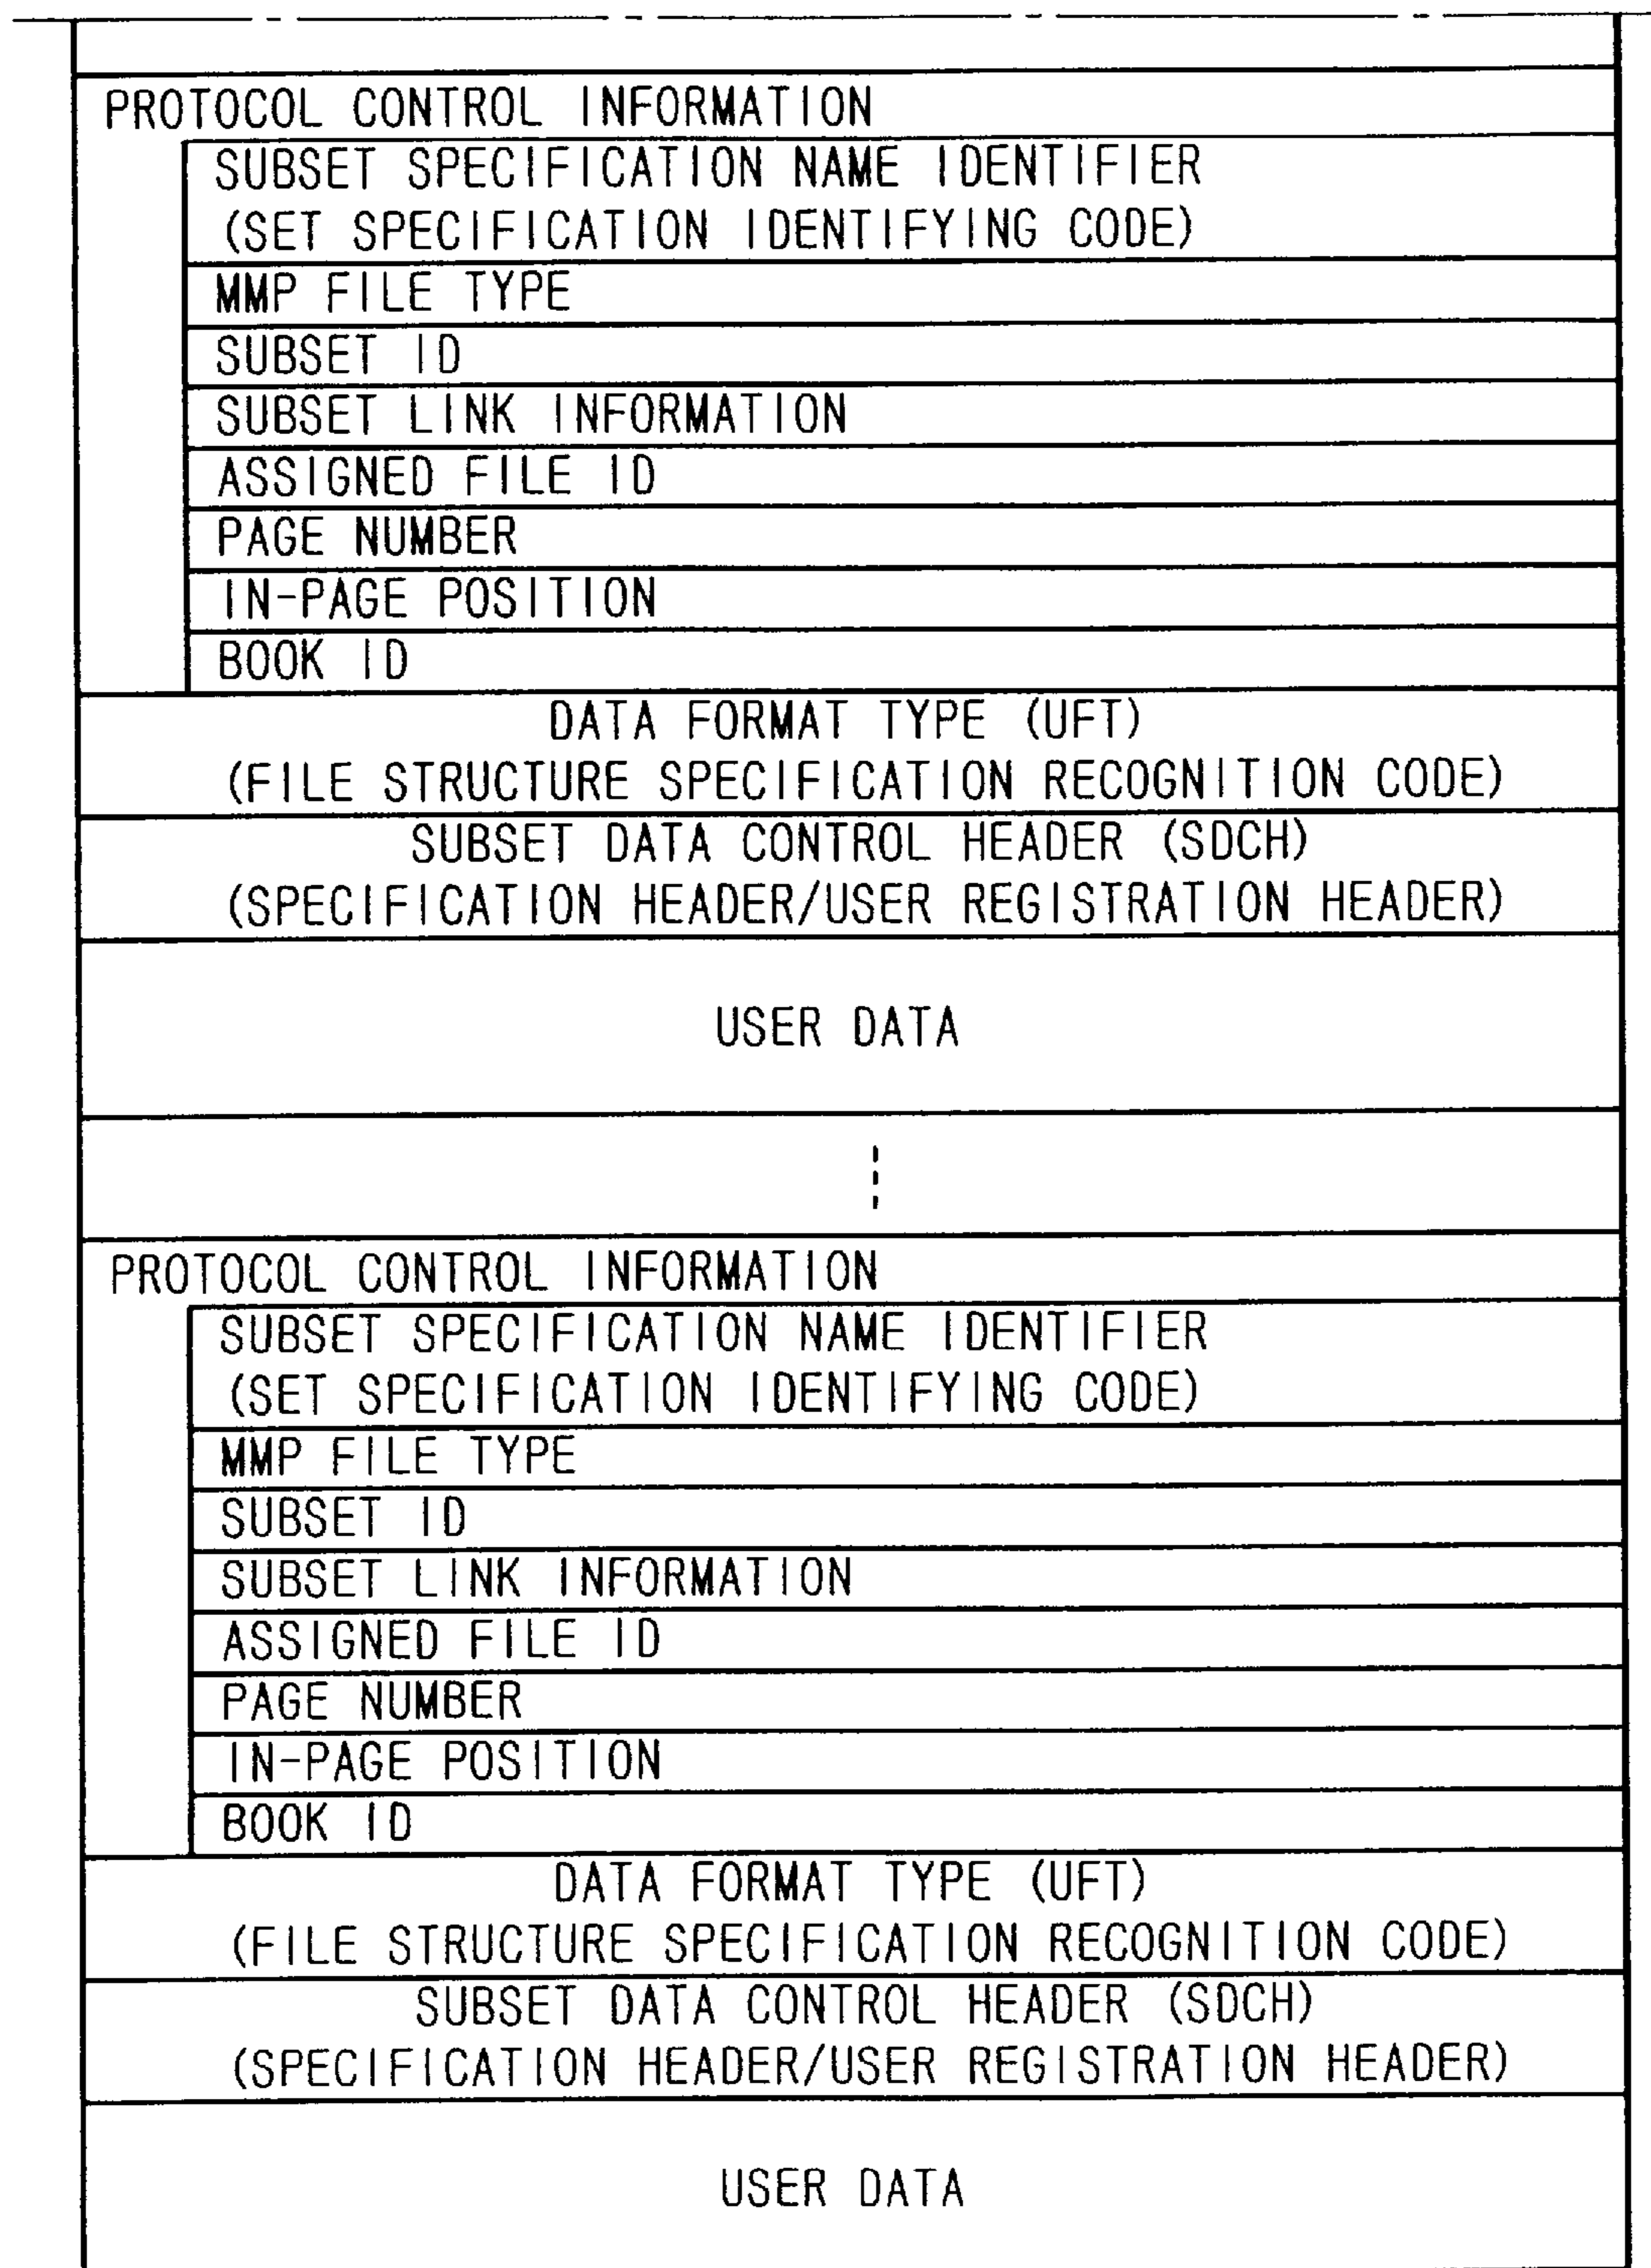 PROTOCOL CONTROL INFORMATION
SUBSET SPECIFICATION NAME IDENTIFIER
(SET SPECIFICATION IDENTIFYING CODE)
MMP FILE TYPE
SUBSET ID
SUBSET LINK INFORMATION
ASSIGNED FILE ID
PAGE NUMBER
IN-PAGE POSITION
BOOK ID
DATA FORMAT TYPE (UFT)
(FILE STRUCTURE SPECIFICATION RECOGNITION CODE)
SUBSET DATA CONTROL HEADER (SDCH)
(SPECIFICATION HEADER/USER REGISTRATION HEADER)
USER DATA
PROTOCOL CONTROL INFORMATION
SUBSET SPECIFICATION NAME IDENTIFIER
(SET SPECIFICATION IDENTIFYING CODE)
MMP FILE TYPE
SUBSET ID
SUBSET LINK INFORMATION
ASSIGNED FILE ID
PAGE NUMBER
IN-PAGE POSITION
BOOK ID
DATA FORMAT TYPE (UFT)
(FILE STRUCTURE SPECIFICATION RECOGNITION CODE)
SUBSET DATA CONTROL HEADER (SDCH)
(SPECIFICATION HEADER/USER REGISTRATION HEADER)
USER DATA